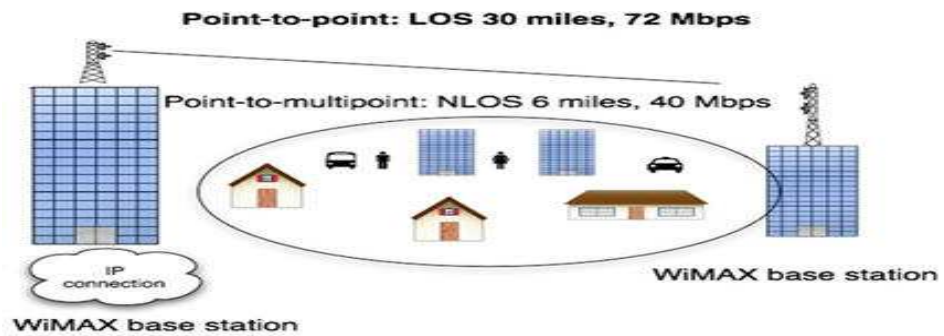 Point-to-point: LOS 30 miles, 72 Mbps
Point-to-multipoint: NLOS 6 miles, 40 Mbps
IP
connection
WiMAX base station
WiMAX base station